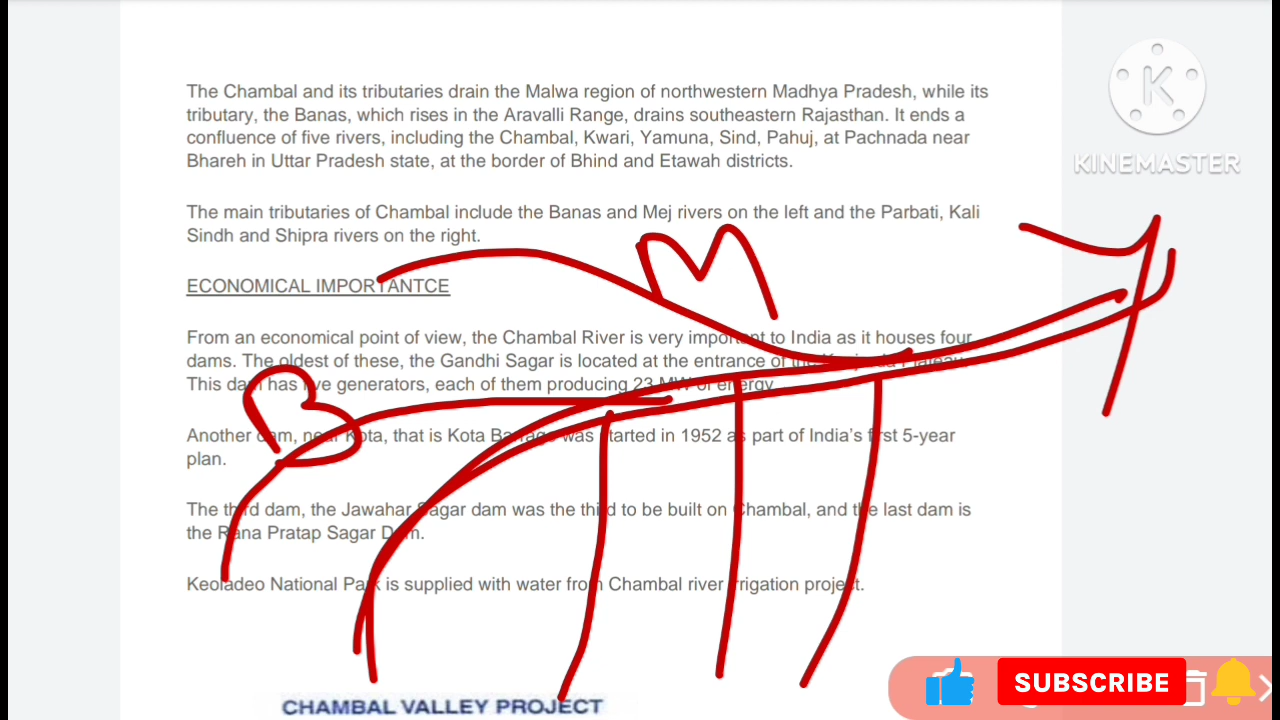 The Chambal and its tributaries drain the Malwa region of northwestern Madhya Pradesh, while its
tributary, the Banas, which rises in the Aravalli Range, drains southeastern Rajasthan. It ends a
confluence of five rivers, including the Chambal, Kwari, Yamuna, Sind, Pahuj, at Pachnada near
Bhareh in Uttar Pradesh state, at the border of Bhind and Etawah districts.
The main tributaries of Chambal include the Banas and Mej rivers on the left and the Parbati, Kali
Sindh and Shipra rivers on the right.
ECONOMICAL IMPORTANTCE
From an economical point of view, the Chambal River is very important to India as it houses four
dams. The oldest of these, the Gandhi Sagar is located at the entrance of the
This dam has five generators, each of them producing 23 MW of energy.
Another dam, near Kota, that is Kota Barrage was started in 1952 as part of India's first 5-year
plan.
The third dam, the Jawahar Sagar dam was the third to be built on Chambal, and the last dam is
the Rana Pratap Sagar Dam.
Keoladeo National Park is supplied with water from Chambal river irrigation project.
CHAMBAL VALLEY PROJECT
K
KINEMASTER
B
M
SUBSCRIBE